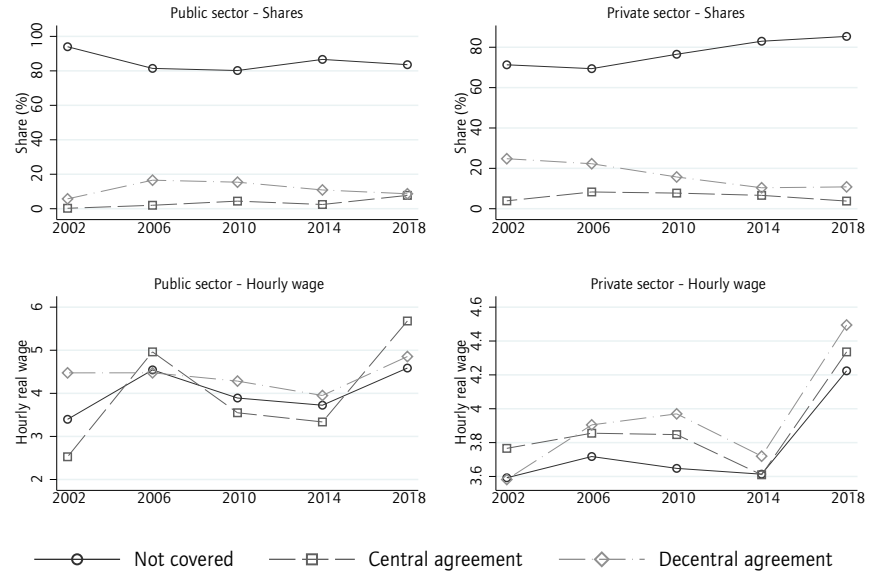 Public sector - Shares
Share (%)
100
80
60
40
20
0
2002 2006 2010 2014 2018
Private sector - Shares
Share (%)
80
60
40
20
0
2002 2006 2010 2014 2018
Public sector - Hourly wage
Hourly real wage
6
5
4
3
2
2002 2006 2010 2014 2018
Private sector - Hourly wage
Hourly real wage
4.6
4.4
4.2
4
3.8
3.6
2002 2006 2010 2014 2018
Not covered Central agreement Decentral agreement